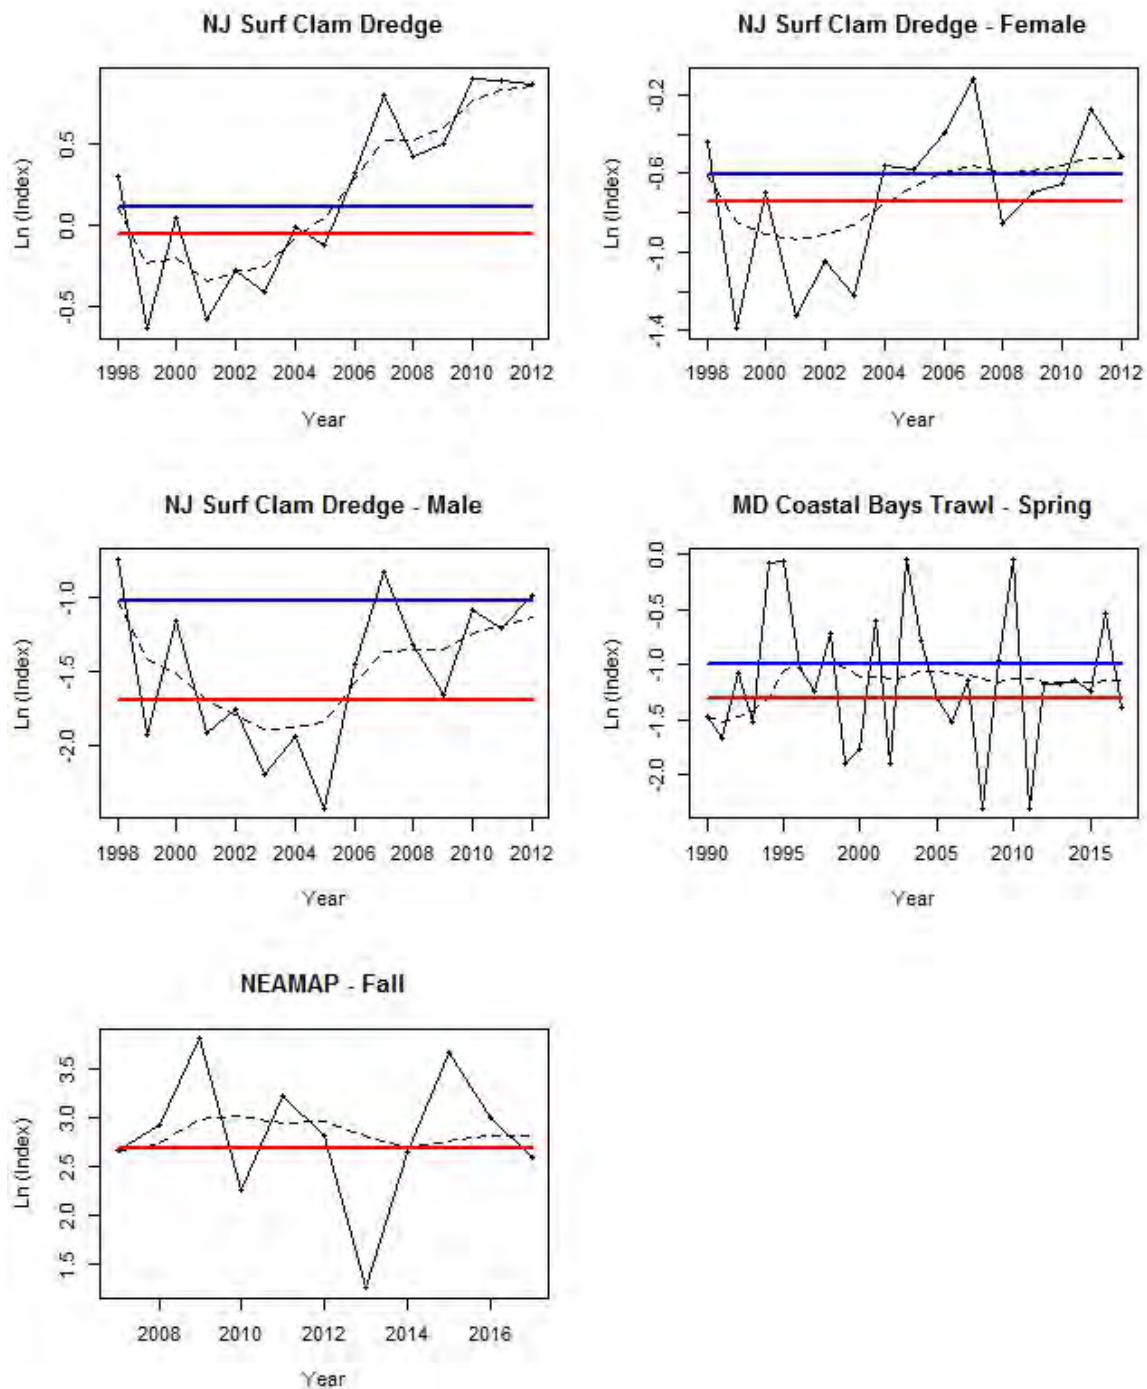 NJ Surf Clam Dredge
Ln (Index)
0.5
0.0
-0.5
1998 2000 2002 2004 2006 2008 2010 2012
Year
NJ Surf Clam Dredge - Female
Ln (Index)
-0.2
-0.6
-1.0
-1.4
1998 2000 2002 2004 2006 2008 2010 2012
Year
NJ Surf Clam Dredge - Male
Ln (Index)
-1.0
-1.5
-2.0
1998 2000 2002 2004 2006 2008 2010 2012
Year
MD Coastal Bays Trawl - Spring
Ln (Index)
0.0
-0.5
-1.0
-1.5
-2.0
1990 1995 2000 2005 2010 2015
Year
NEAMAP - Fall
Ln (Index)
3.5
3.0
2.5
2.0
1.5
2008 2010 2012 2014 2016
Year